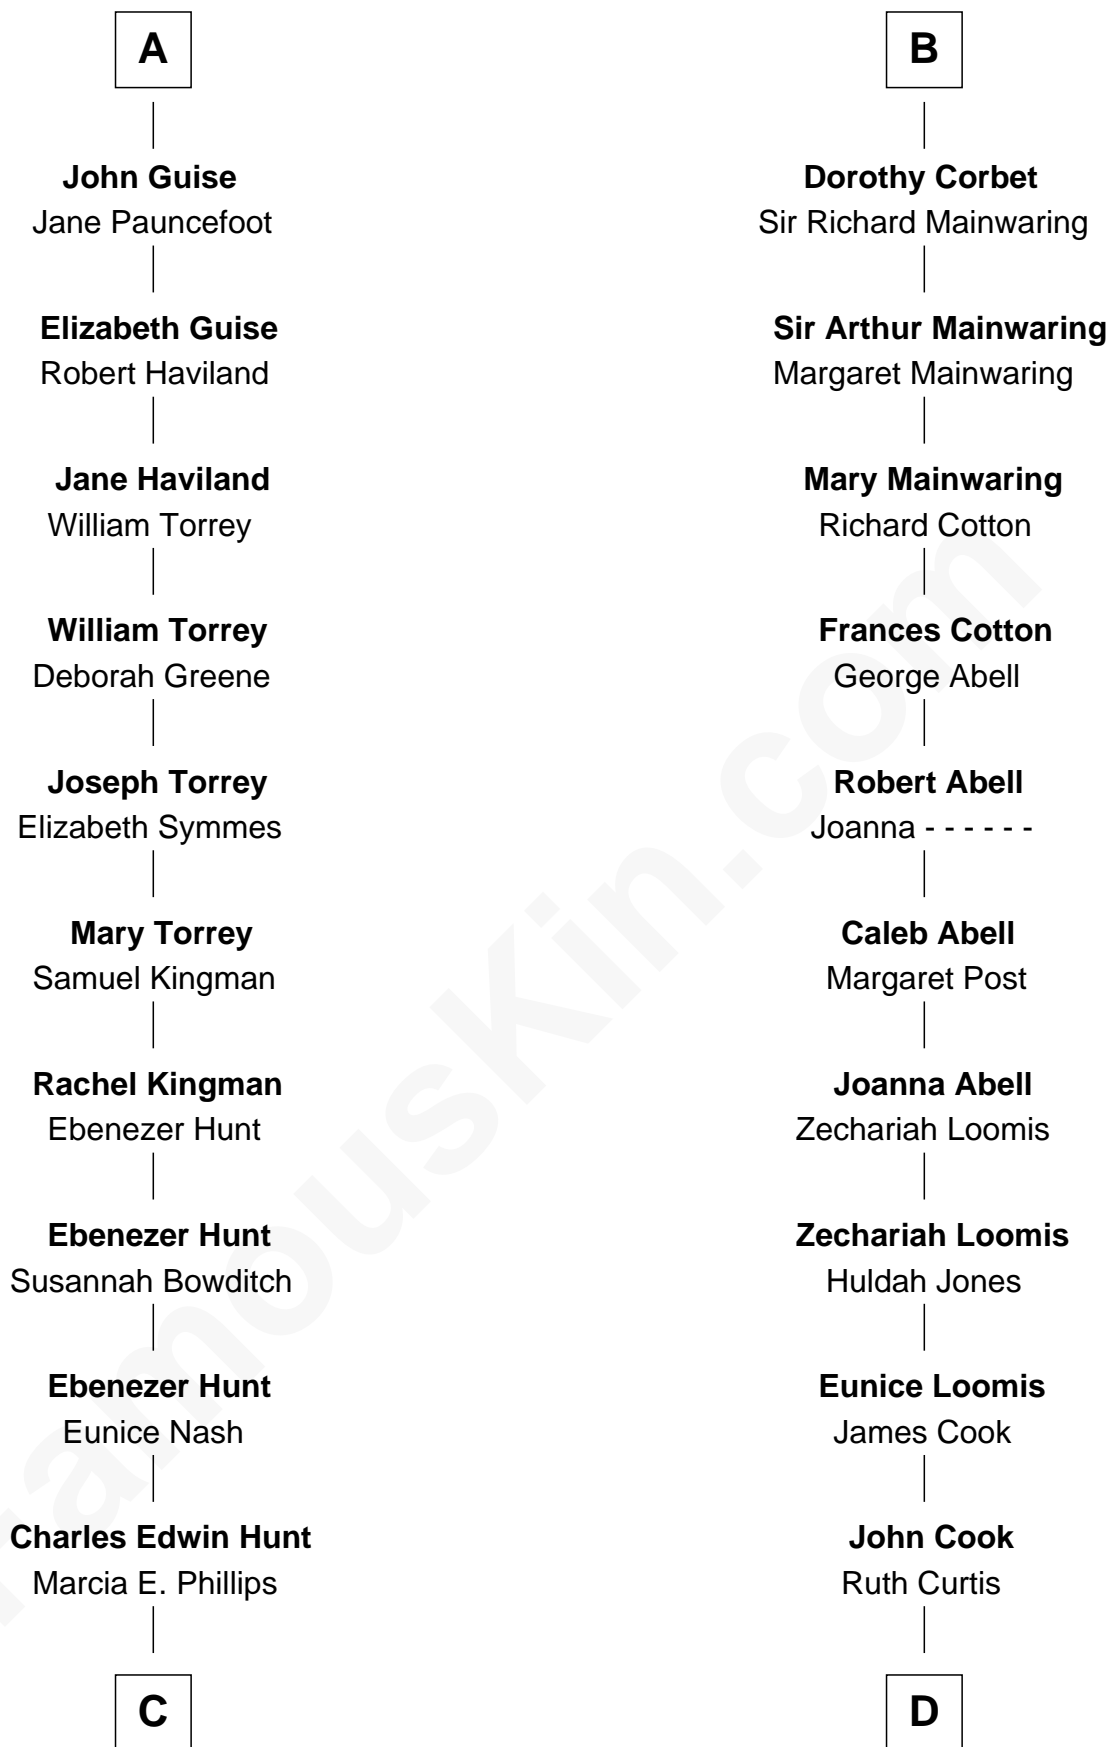 A
John Guise
Jane Pauncefoot
Elizabeth Guise
Robert Haviland
Jane Haviland
William Torrey
William Torrey
Deborah Greene
Joseph Torrey
Elizabeth Symmes
Mary Torrey
Samuel Kingman
Rachel Kingman
Ebenezer Hunt
Ebenezer Hunt
Susannah Bowditch
Ebenezer Hunt
Eunice Nash
Charles Edwin Hunt
Marcia E. Phillips
C
B
Dorothy Corbet
Sir Richard Mainwaring
Sir Arthur Mainwaring
Margaret Mainwaring
Mary Mainwaring
Richard Cotton
Frances Cotton
George Abell
Robert Abell
Joanna - - - - - -
Caleb Abell
Margaret Post
Joanna Abell
Zechariah Loomis
Zechariah Loomis
Huldah Jones
Eunice Loomis
James Cook
John Cook
Ruth Curtis
D
FamousKin.com